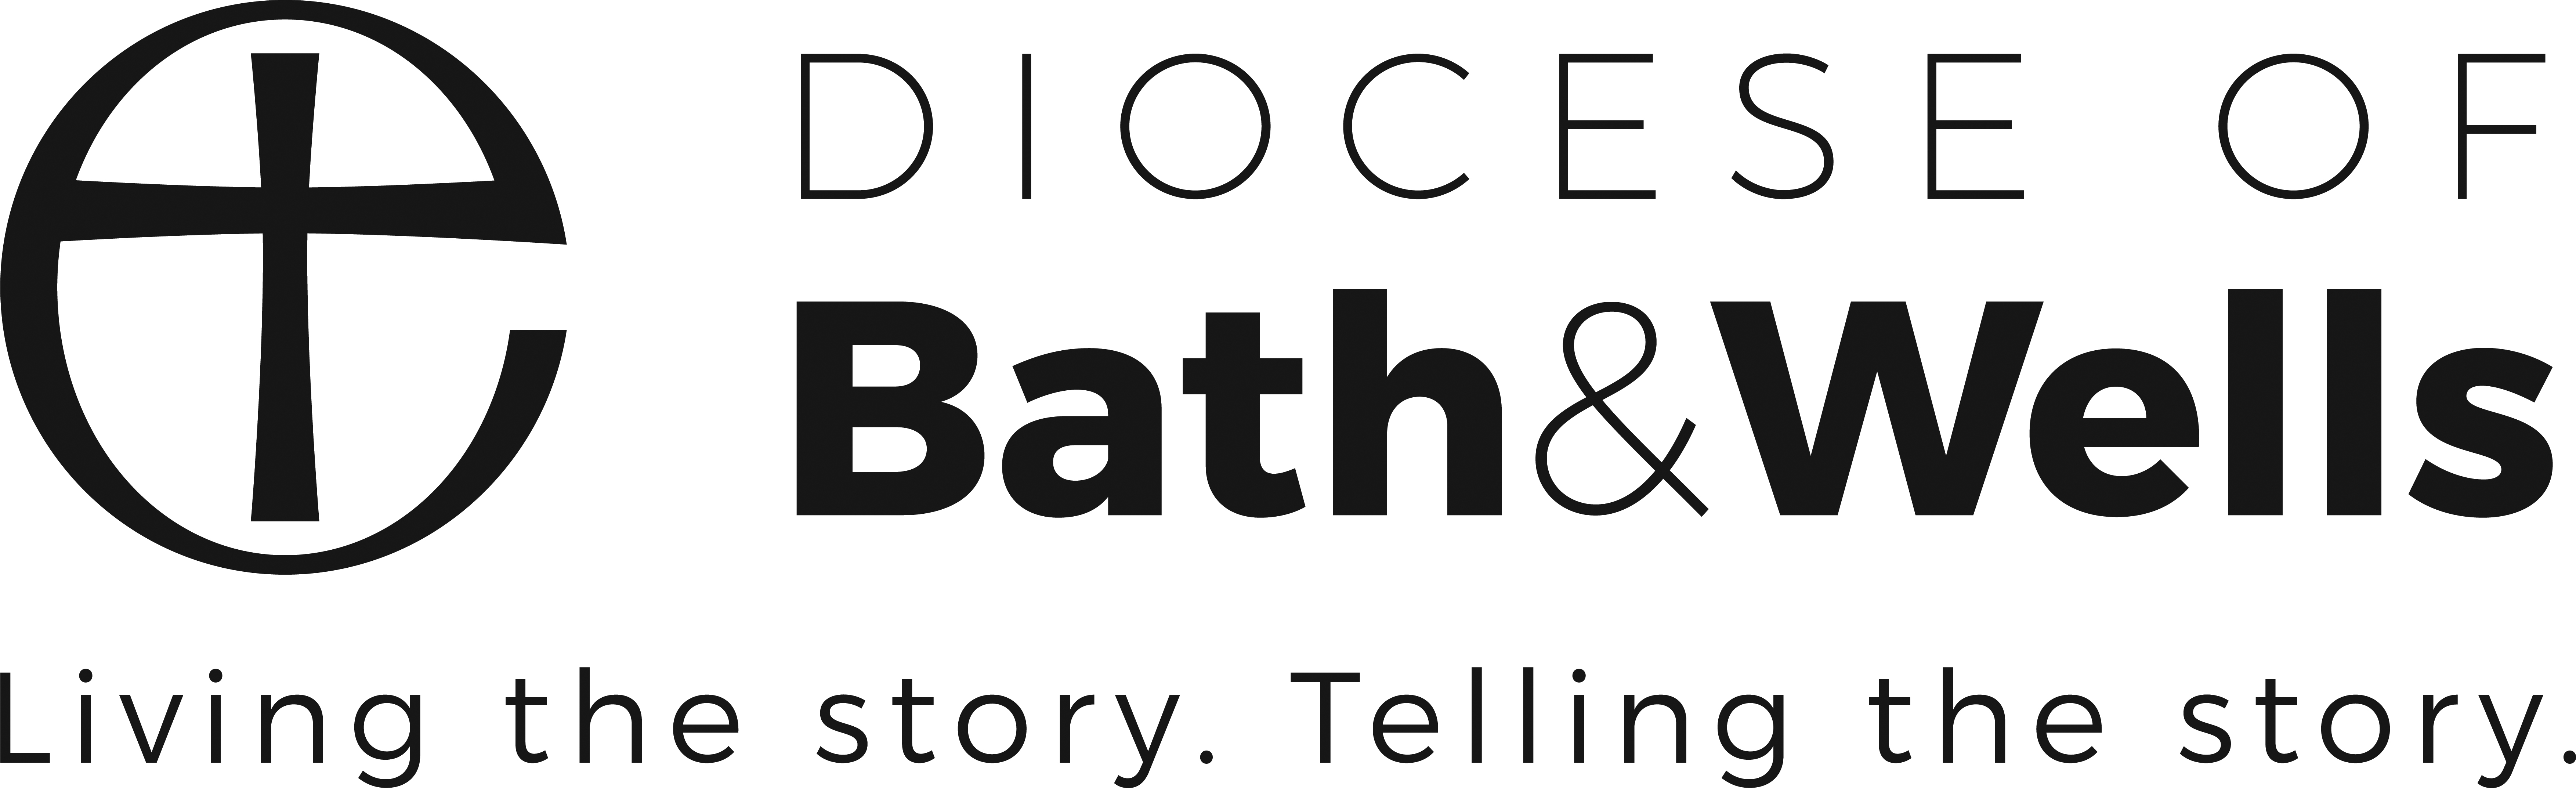 DIOCESE OF
Bath&Wells
Living the story. Telling the story.